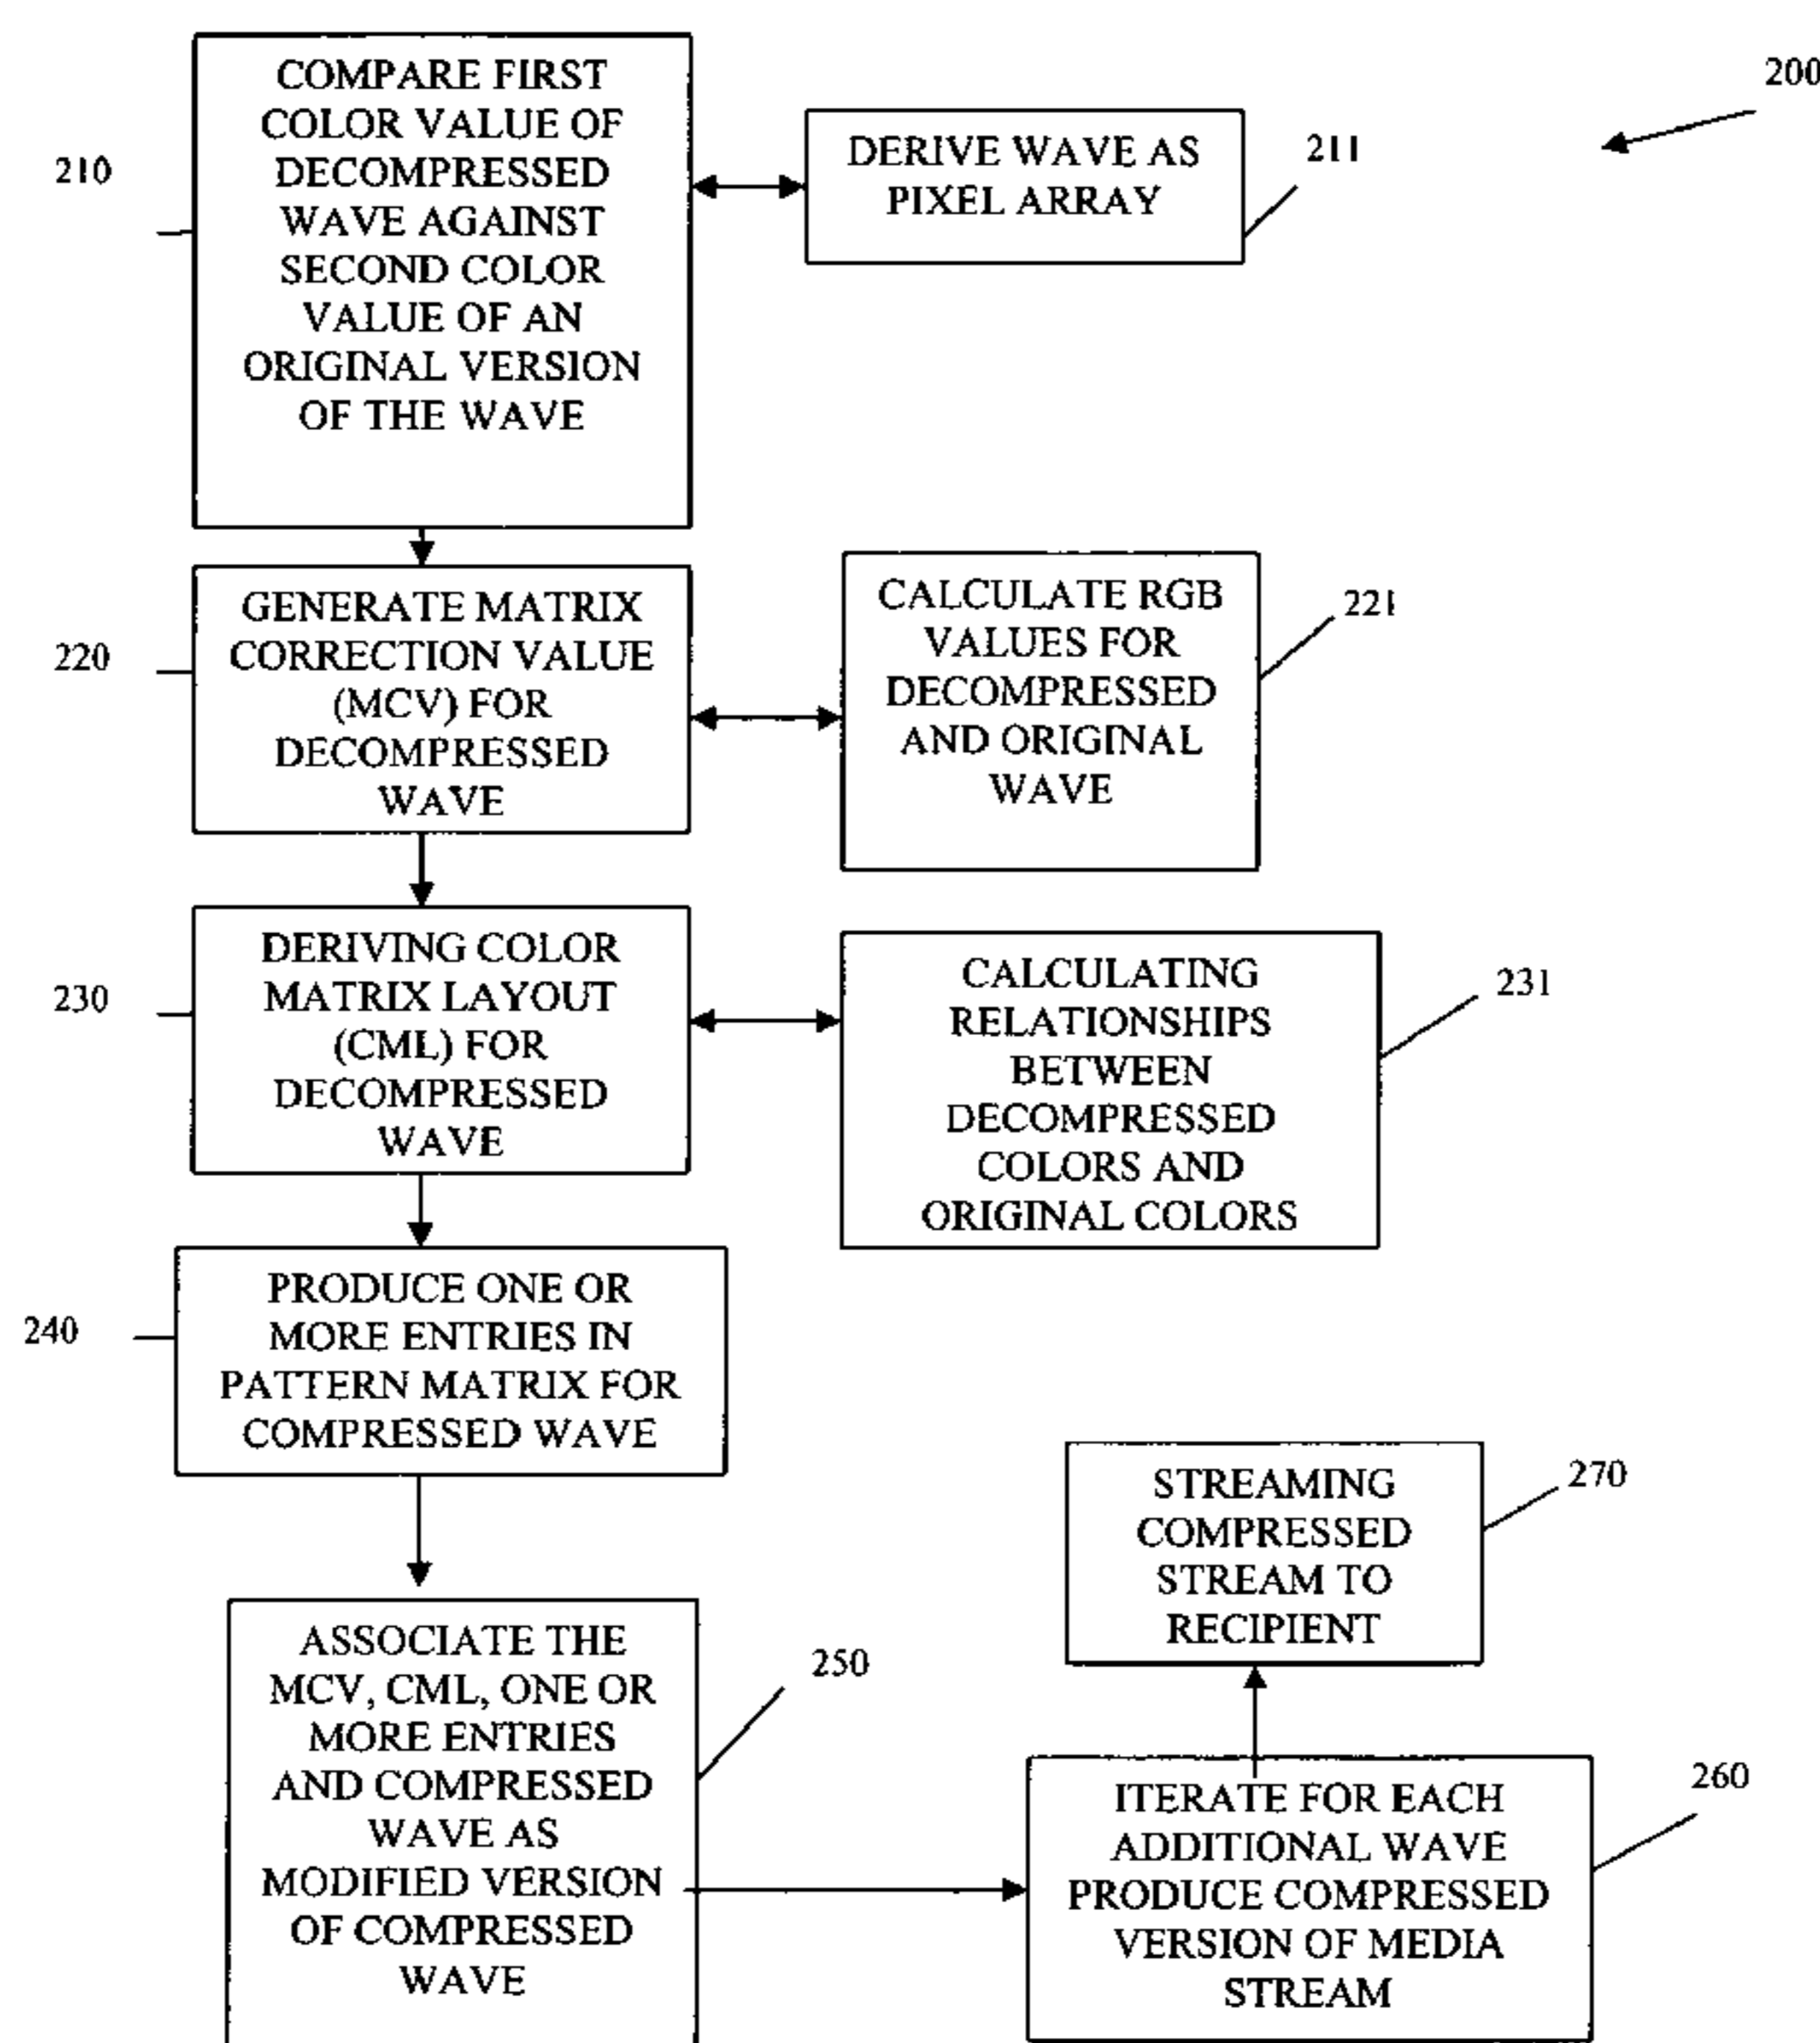 200
COMPARE FIRST
COLOR VALUE OF
DECOMPRESSED
WAVE AGAINST
SECOND COLOR
VALUE OF AN
ORIGINAL VERSION
OF THE WAVE
210
DERIVE WAVE AS
PIXEL ARRAY
211
GENERATE MATRIX
CORRECTION VALUE
(MCV) FOR
DECOMPRESSED
WAVE
220
CALCULATE RGB
VALUES FOR
DECOMPRESSED
AND ORIGINAL
WAVE
221
DERIVING COLOR
MATRIX LAYOUT
(CML) FOR
DECOMPRESSED
WAVE
230
CALCULATING
RELATIONSHIPS
BETWEEN
DECOMPRESSED
COLORS AND
ORIGINAL COLORS
231
PRODUCE ONE OR
MORE ENTRIES IN
PATTERN MATRIX FOR
COMPRESSED WAVE
240
ASSOCIATE THE
MCV, CML, ONE OR
MORE ENTRIES
AND COMPRESSED
WAVE AS
MODIFIED VERSION
OF COMPRESSED
WAVE
250
STREAMING
COMPRESSED
STREAM TO
RECIPIENT
270
ITERATE FOR EACH
ADDITIONAL WAVE
PRODUCE COMPRESSED
VERSION OF MEDIA
STREAM
260